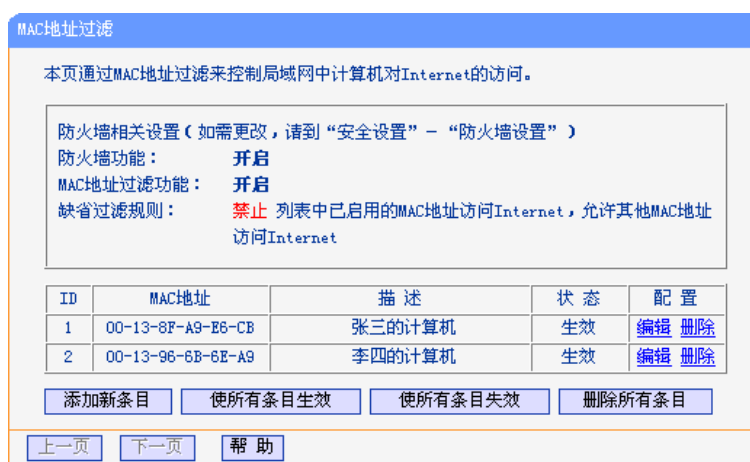 MAC地址过滤
本页通过MAC地址过滤来控制局域网中计算机对Internet的访问。
防火墙相关设置(如需更改,请到“安全设置”-“防火墙设置”)
防火墙功能: 开启
MAC地址过滤功能: 开启
缺省过滤规则: 禁止 列表中已启用的MAC地址访问Internet,允许其他MAC地址
访问Internet
ID MAC地址 描 述 状 态 配 置
1 00-13-8F-A9-E6-CB 张三的计算机 生效 编辑 删除
2 00-13-96-6B-6E-A9 李四的计算机 生效 编辑 删除
添加新条目 使所有条目生效 使所有条目失效 删除所有条目
上一页 下一页 帮 助